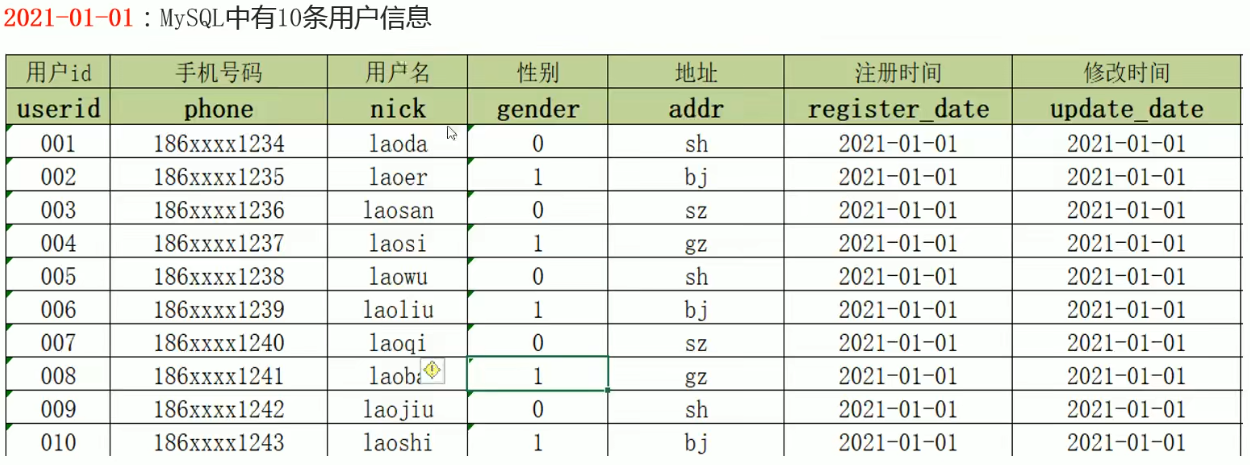 2021-01-01：MySQL中有10条用户信息
用户id 手机号码 用户名 性别 地址 注册时间 修改时间
userid phone nick gender addr register_date update_date
001 186xxxx1234 laoda 0 sh 2021-01-01 2021-01-01
002 186xxxx1235 laoer 1 bj 2021-01-01 2021-01-01
003 186xxxx1236 laosan 0 sz 2021-01-01 2021-01-01
004 186xxxx1237 laosi 1 gz 2021-01-01 2021-01-01
005 186xxxx1238 laowu 0 sh 2021-01-01 2021-01-01
006 186xxxx1239 laoliu 1 bj 2021-01-01 2021-01-01
007 186xxxx1240 laoqi 0 sz 2021-01-01 2021-01-01
008 186xxxx1241 1 gz 2021-01-01 2021-01-01
009 186xxxx1242 laojiu 0 sh 2021-01-01 2021-01-01
010 186xxxx1243 laoshi 1 bj 2021-01-01 2021-01-01